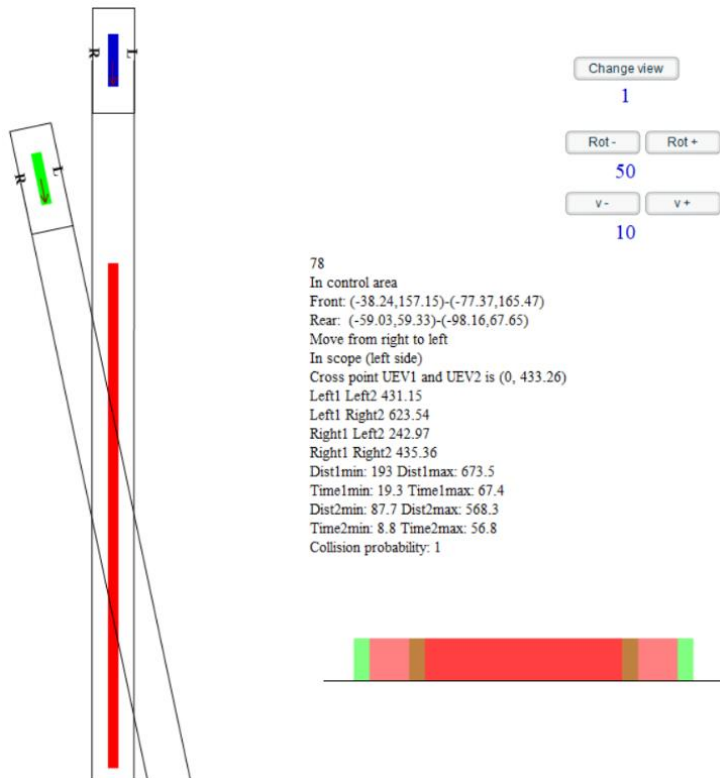 L
R
L
R
Change view
1
Rot -
Rot +
50
v -
v +
10
78
In control area
Front: (-38.24,157.15)-(-77.37,165.47)
Rear: (-59.03,59.33)-(-98.16,67.65)
Move from right to left
In scope (left side)
Cross point UEV1 and UEV2 is (0, 433.26)
Left1 Left2 431.15
Left1 Right2 623.54
Right1 Left2 242.97
Right1 Right2 435.36
Dist1min: 193 Dist1max: 673.5
Time1min: 19.3 Time1max: 67.4
Dist2min: 87.7 Dist2max: 568.3
Time2min: 8.8 Time2max: 56.8
Collision probability: 1